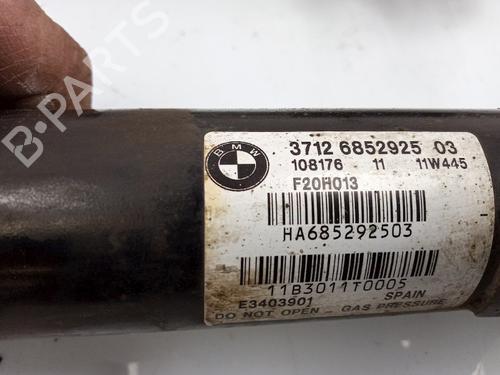 B-PARTS
BMW
3712 6852925 03
108176 11 11W445
F20H013
HA685292503
11B3011T0005
E3403901 SPAIN
DO NOT OPEN - GAS PRESSURE